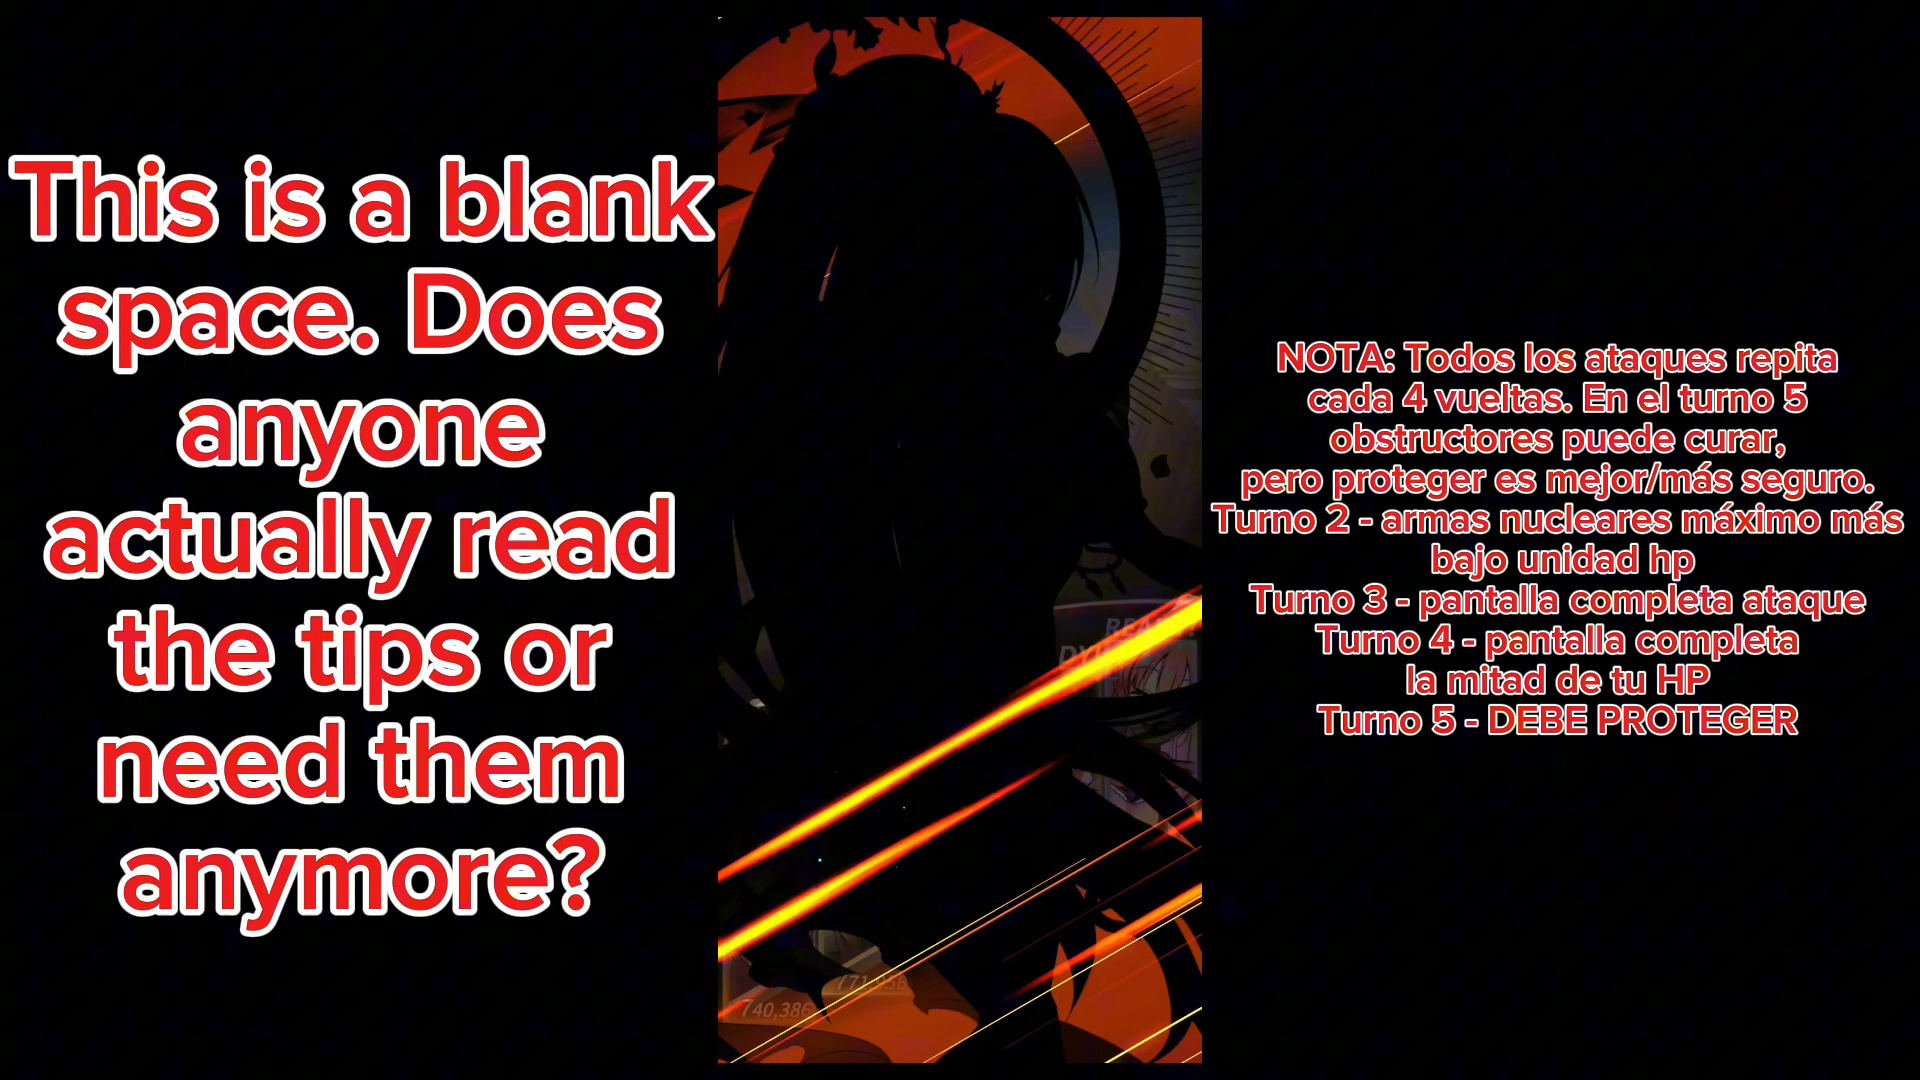 This is a blank
space. Does
anyone
actually read
the tips or
need them
anymore?
NOTA: Todos los ataques repita
cada 4 vueltas. En el turno 5
obstructores puede curar,
pero proteger es mejor/más seguro.
Turno 2 - armas nucleares máximo más
bajo unidad hp
Turno 3 - pantalla completa ataque
Turno 4 - pantalla completa
la mitad de tu HP
Turno 5 - DEBE PROTEGER
740,386